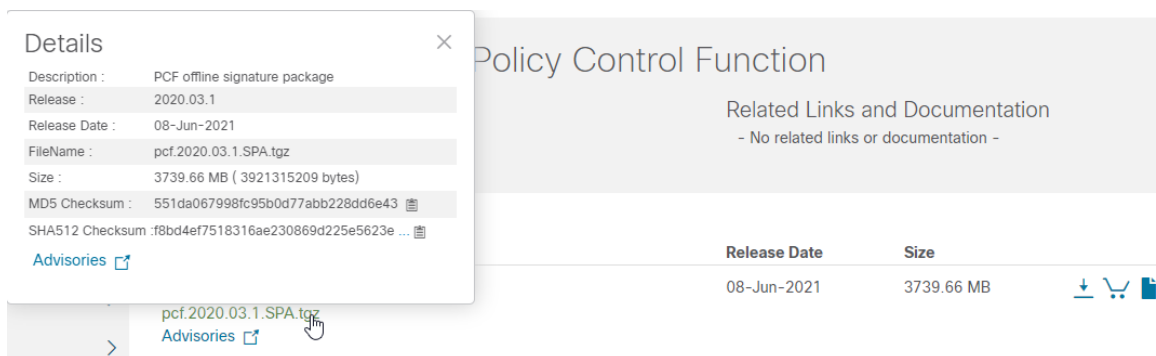 Details
Description : PCF offline signature package
Release : 2020.03.1
Release Date : 08-Jun-2021
FileName : pcf.2020.03.1.SPA.tgz
Size : 3739.66 MB ( 3921315209 bytes)
MD5 Checksum : 551da067998fc95b0d77abb228dd6e43
SHA512 Checksum :f8bd4ef7518316ae230869d225e5623e ...
Advisories
Policy Control Function
Related Links and Documentation
- No related links or documentation -
Release Date Size
08-Jun-2021 3739.66 MB
pcf.2020.03.1.SPA.tgz
Advisories